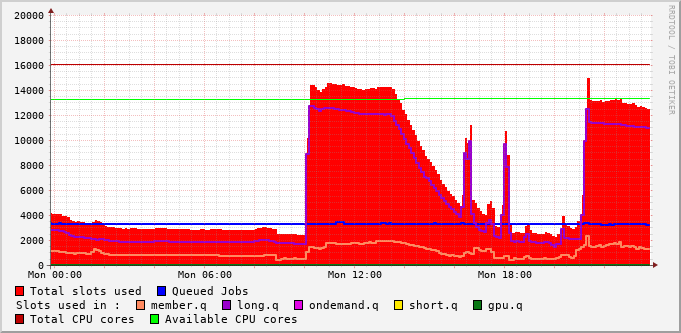 20000
18000
16000
14000
12000
10000
8000
6000
4000
2000
0
Mon 00:00 Mon 06:00 Mon 12:00 Mon 18:00
RRDTOOL / TOBI OETIKER
Total slots used Queued Jobs
Slots used in : member.q long.q ondemand.q short.q gpu.q
Total CPU cores Available CPU cores